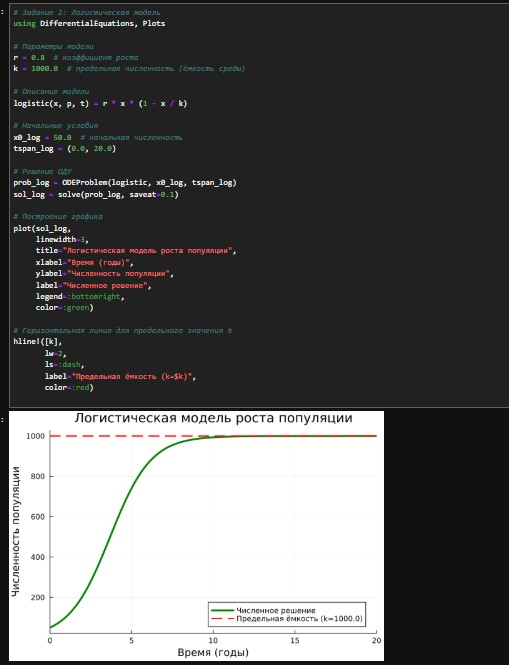 :
# Задание 2: Логистическая модель
using DifferentialEquations, Plots
# Параметры модели
r = 0.8  # коэффициент роста
k = 1000.0  # предельная численность (ёмкость среды)
# Описание модели
logistic(x, p, t) = r * x * (1 - x / k)
# Начальные условия
x0_log = 50.0  # начальная численность
tspan_log = (0.0, 20.0)
# Решение ОДУ
prob_log = ODEProblem(logistic, x0_log, tspan_log)
sol_log = solve(prob_log, saveat=0.1)
# Построение графика
plot(sol_log,
linewidth=3,
title="Логистическая модель роста популяции",
xlabel="Время (годы)",
ylabel="Численность популяции",
label="Численное решение",
legend=:bottomright,
color=:green)
# Горизонтальная линия для предельного значения k
hline!([k],
lw=2,
ls=:dash,
label="Предельная ёмкость (k=$k)",
color=:red)
:
Логистическая модель роста популяции
Численность популяции
1000
800
600
400
200
Численное решение
Предельная ёмкость (k=1000.0)
0 5 10 15 20
Время (годы)